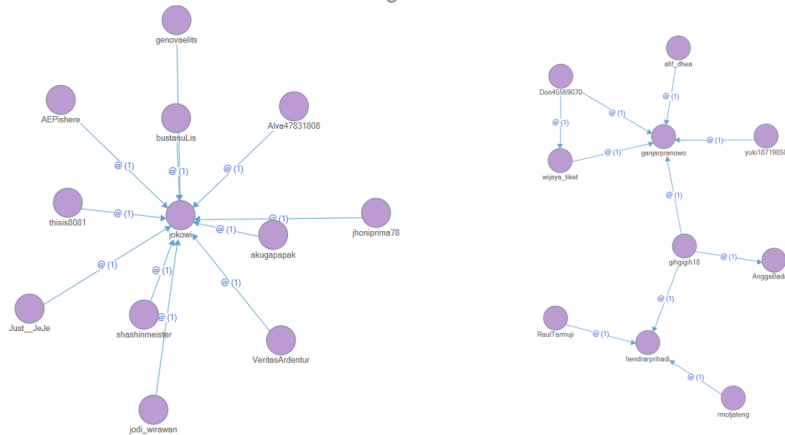 genovaelits
AEPishere
bustanuLis
Alva47831808
@ (1)
@ (1)
@ (1)
thisis8081
@ (1)
jokowi
@ (1)
jhoniprima78
@ (1)
akugapapak
@ (1)
@ (1)
@ (1)
Just__JeJe
shashinmeister
@ (1)
VeritasArdentur
jodi_wirawan
afif_dhea
Don45569070
@ (1)
@ (1)
@ (1)
ganjarpranowo
@ (1)
wijaya_tiket
@ (1)
@ (1)
gihgigih18
@ (1)
@ (1)
RaulTarmuji
@ (1)
hendrarprihadi
@ (1)
rmoljateng